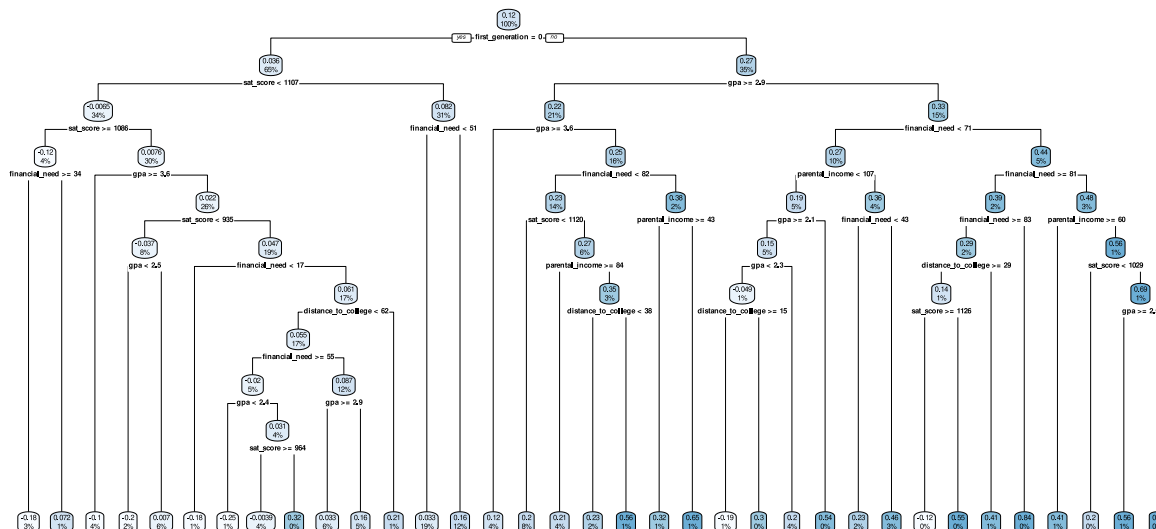 0.12
100%
yes first_generation = 0 no
0.036 0.27
65% 35%
sat_score < 1107 gpa >= 2.9
-0.0065 0.082 0.22 0.33
34% 31% 21% 15%
sat_score >= 1086 financial_need < 51 gpa >= 3.6 financial_need < 71
-0.12 0.0076 0.25 0.27 0.44
4% 30% 16% 10% 5%
financial_need >= 34 gpa >= 3.6 financial_need < 82 parental_income < 107 financial_need >= 81
0.022 0.23 0.38 0.19 0.36 0.39 0.48
26% 14% 2% 5% 4% 2% 3%
sat_score < 935 sat_score < 1120 parental_income >= 43 gpa >= 2.1 financial_need < 43 financial_need >= 83 parental_income >= 60
-0.037 0.047 0.27 0.15 0.29 0.56
8% 19% 6% 5% 2% 1%
gpa < 2.5 financial_need < 17 parental_income >= 84 gpa < 2.3 distance_to_college >= 29 sat_score < 1029
0.061 0.35 -0.049 0.14 0.69
17% 3% 1% 1% 1%
distance_to_college < 62 distance_to_college < 38 distance_to_college >= 15 sat_score >= 1126 gpa >= 2.
0.055
17%
financial_need >= 55
-0.02 0.087
5% 12%
gpa < 2.4 gpa >= 2.9
0.031
4%
sat_score >= 964
-0.18 0.072 -0.1 -0.2 0.007 -0.18 -0.25 -0.0039 0.32 0.033 0.16 0.21 0.033 0.16 0.12 0.2 0.21 0.23 0.56 0.32 0.65 -0.19 0.3 0.2 0.54 0.23 0.46 -0.12 0.55 0.41 0.84 0.41 0.2 0.56
3% 1% 4% 2% 6% 1% 1% 4% 0% 6% 5% 1% 19% 12% 4% 8% 4% 2% 1% 1% 1% 1% 0% 4% 0% 2% 3% 0% 0% 1% 0% 1% 0% 1%